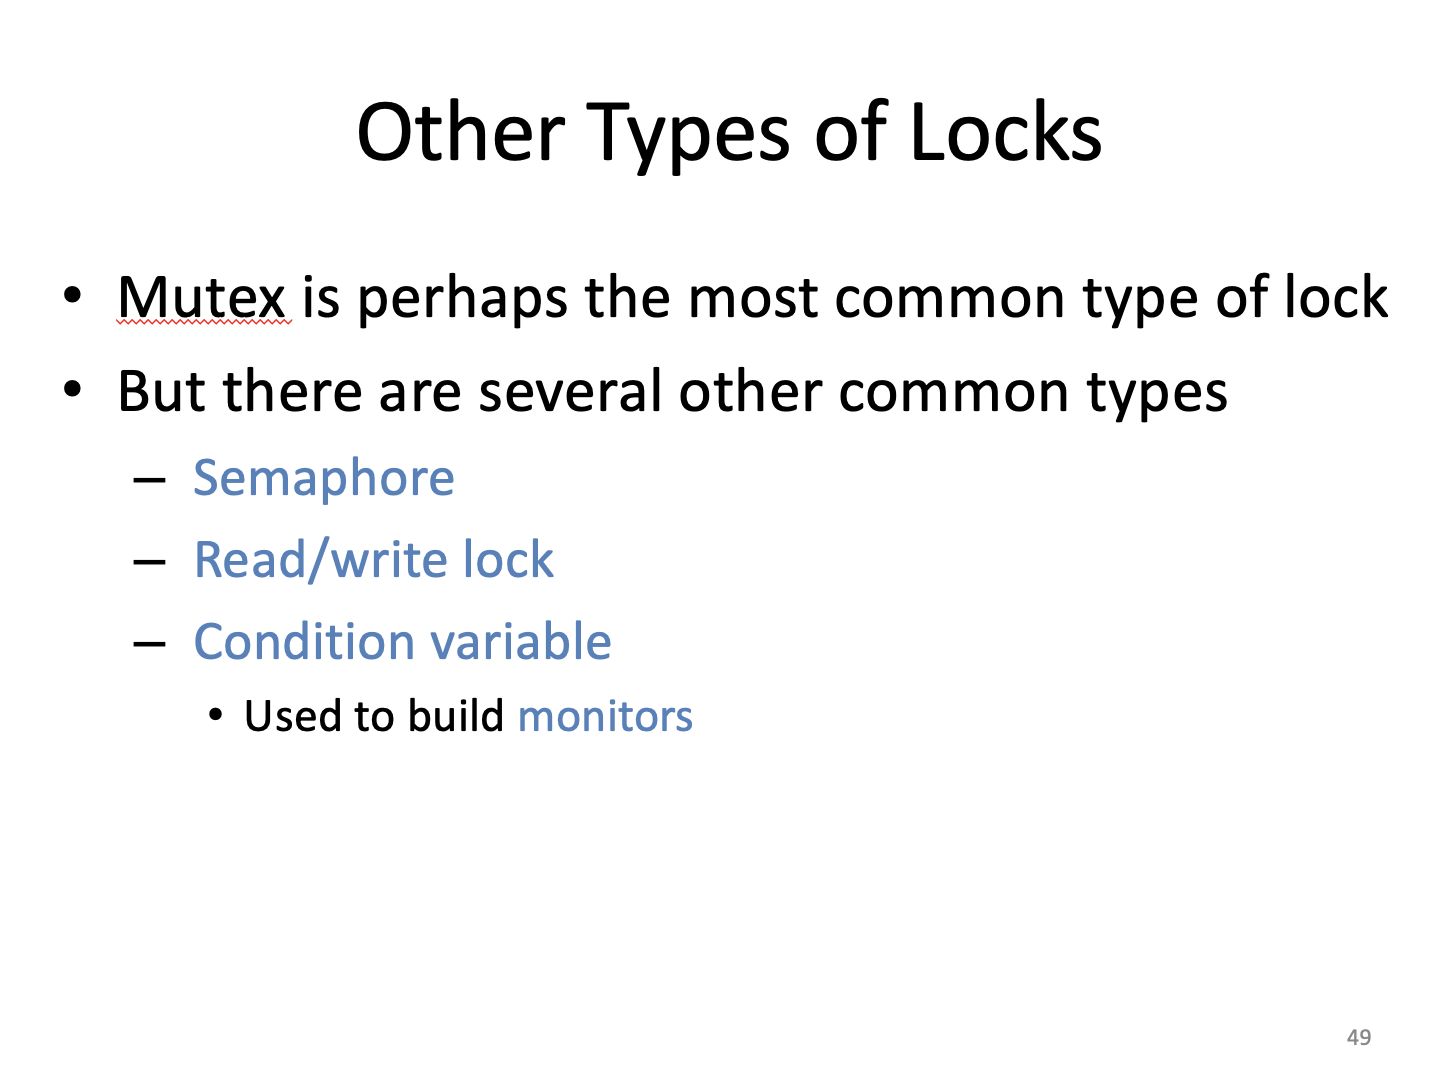 Other Types of Locks
• Mutex is perhaps the most common type of lock
• But there are several other common types
– Semaphore
– Read/write lock
– Condition variable
• Used to build monitors
49